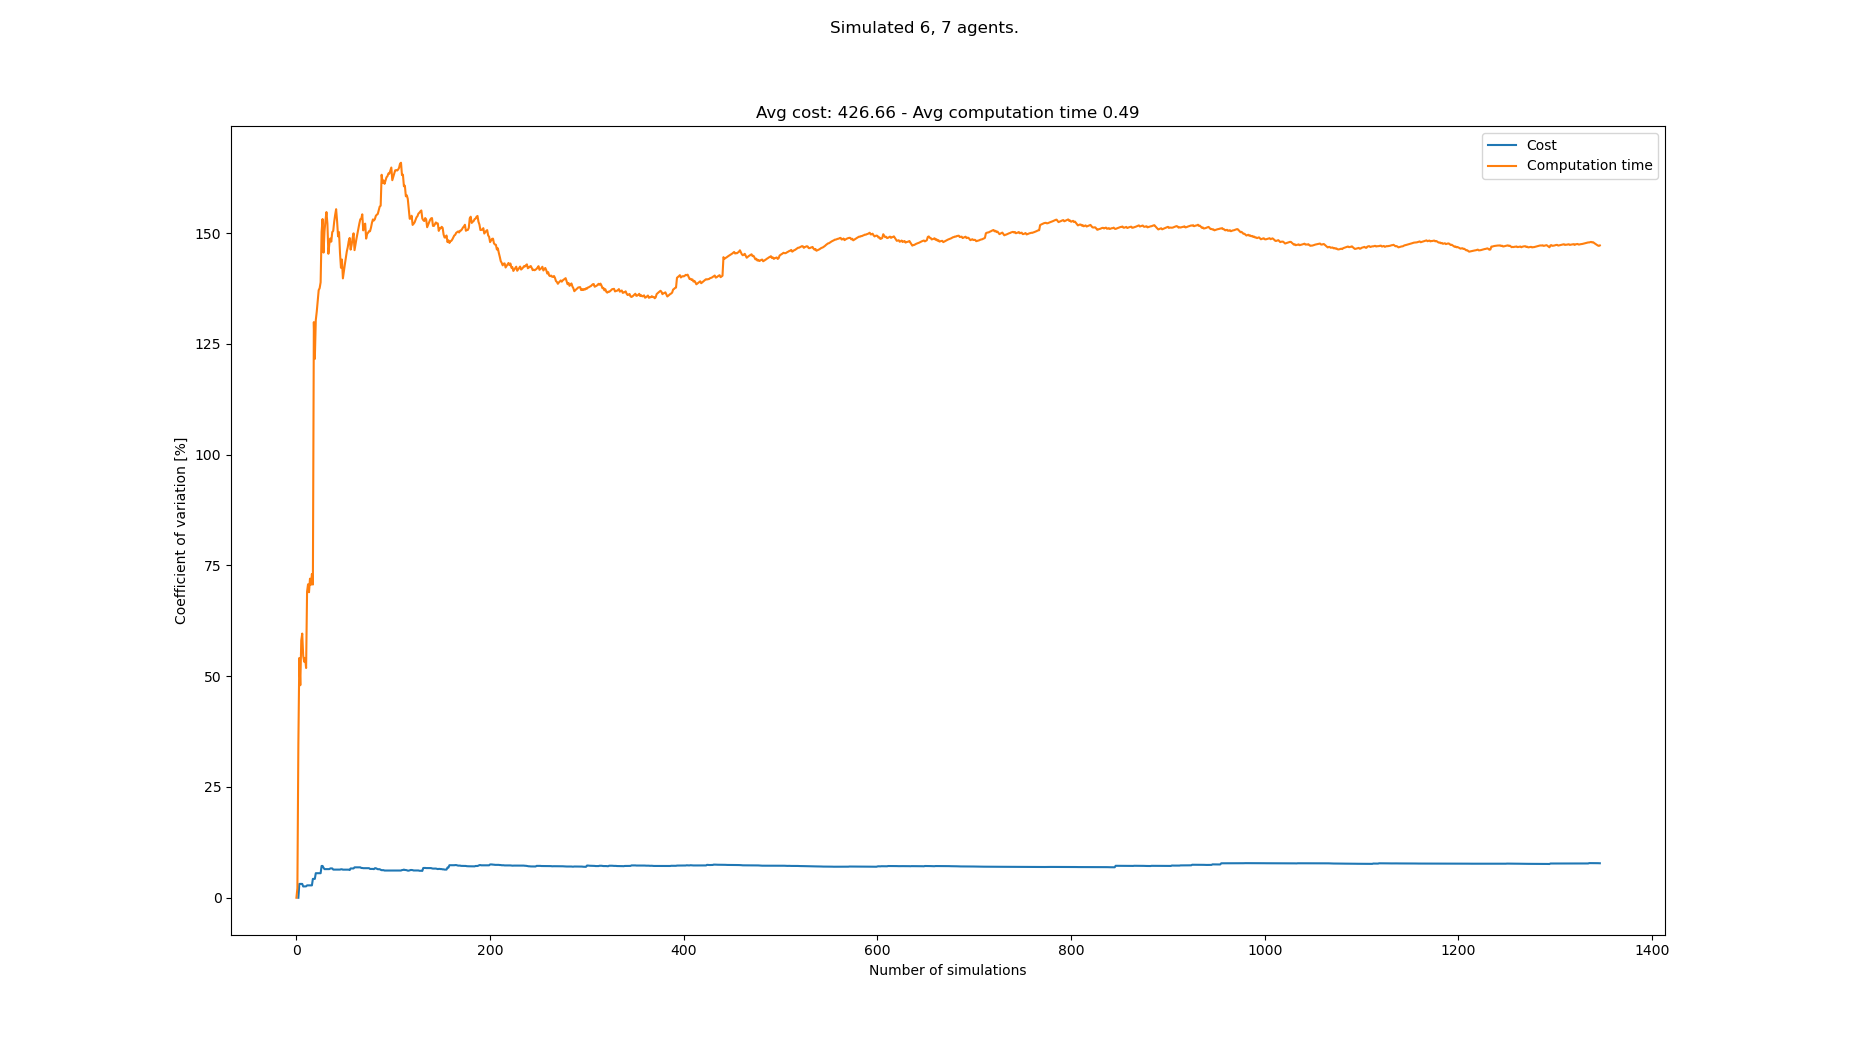 Simulated 6, 7 agents.
Avg cost: 426.66 - Avg computation time 0.49
Cost
Computation time
150
125
100
75
50
25
0
Coefficient of variation [%]
0 200 400 600 800 1000 1200 1400
Number of simulations